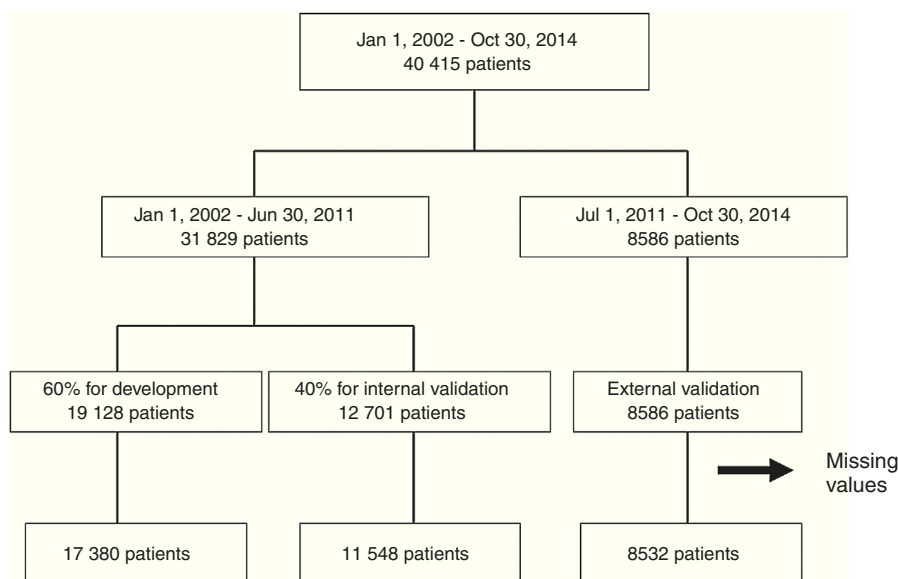 Jan 1, 2002 - Oct 30, 2014
40 415 patients
Jan 1, 2002 - Jun 30, 2011
31 829 patients
Jul 1, 2011 - Oct 30, 2014
8586 patients
60% for development
19 128 patients
40% for internal validation
12 701 patients
External validation
8586 patients
Missing
values
17 380 patients
11 548 patients
8532 patients